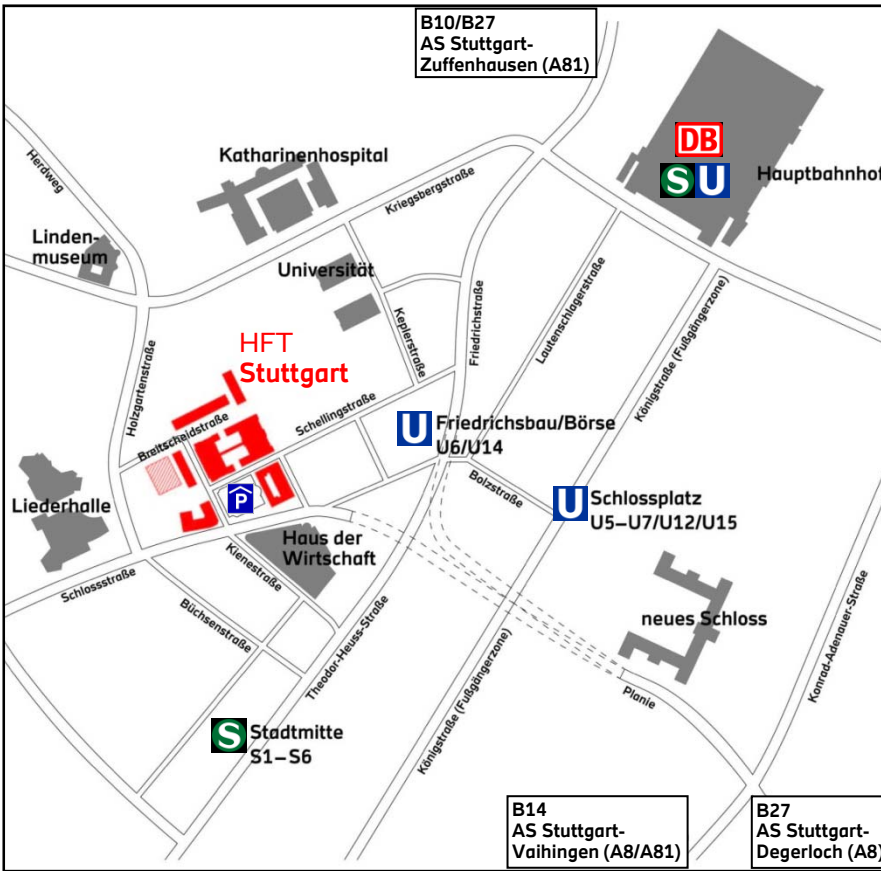 B10/B27
AS Stuttgart-
Zuffenhausen (A81)
DB
S U
Hauptbahnhof
Katharinenhospital
Kriegsbergstraße
Herdweg
Linden-
museum
Universität
Keplerstraße
Friedrichstraße
Lautenschlagerstraße
Königstraße (Fußgängerzone)
HFT
Stuttgart
Holzgartenstraße
Breitscheidstraße
Schellingstraße
U
Friedrichsbau/Börse
U6/U14
Bolzstraße
U
Schlossplatz
U5–U7/U12/U15
Liederhalle
P
Haus der
Wirtschaft
Kienestraße
Schlossstraße
Büchsenstraße
Theodor-Heuss-Straße
neues Schloss
Konrad-Adenauer-Straße
Königstraße (Fußgängerzone)
Planie
S
Stadtmitte
S1–S6
B14
AS Stuttgart-
Vaihingen (A8/A81)
B27
AS Stuttgart-
Degerloch (A8)